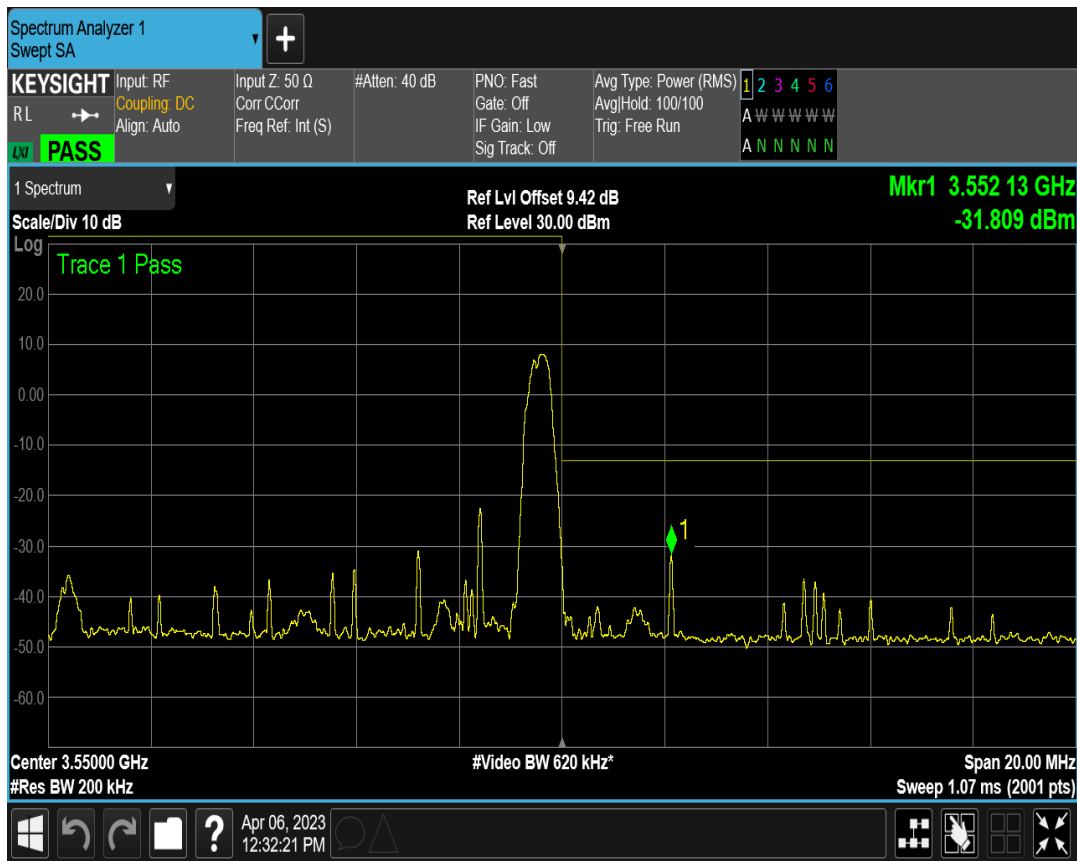 Spectrum Analyzer 1
Swept SA
+
KEYSIGHT
RL
LXI PASS
Input: RF
Coupling: DC
Align: Auto
Input Z: 50 Ω
Corr CCorr
Freq Ref: Int (S)
#Atten: 40 dB
PNO: Fast
Gate: Off
IF Gain: Low
Sig Track: Off
Avg Type: Power (RMS)
Avg|Hold: 100/100
Trig: Free Run
1 2 3 4 5 6
A W W W W W
A N N N N N
1 Spectrum
Scale/Div 10 dB
Ref Lvl Offset 9.42 dB
Ref Level 30.00 dBm
Mkr1 3.552 13 GHz
-31.809 dBm
Log
Trace 1 Pass
20.0
10.0
0.00
-10.0
-20.0
-30.0
-40.0
-50.0
-60.0
1
Center 3.55000 GHz
#Res BW 200 kHz
#Video BW 620 kHz*
Span 20.00 MHz
Sweep 1.07 ms (2001 pts)
?
Apr 06, 2023
12:32:21 PM